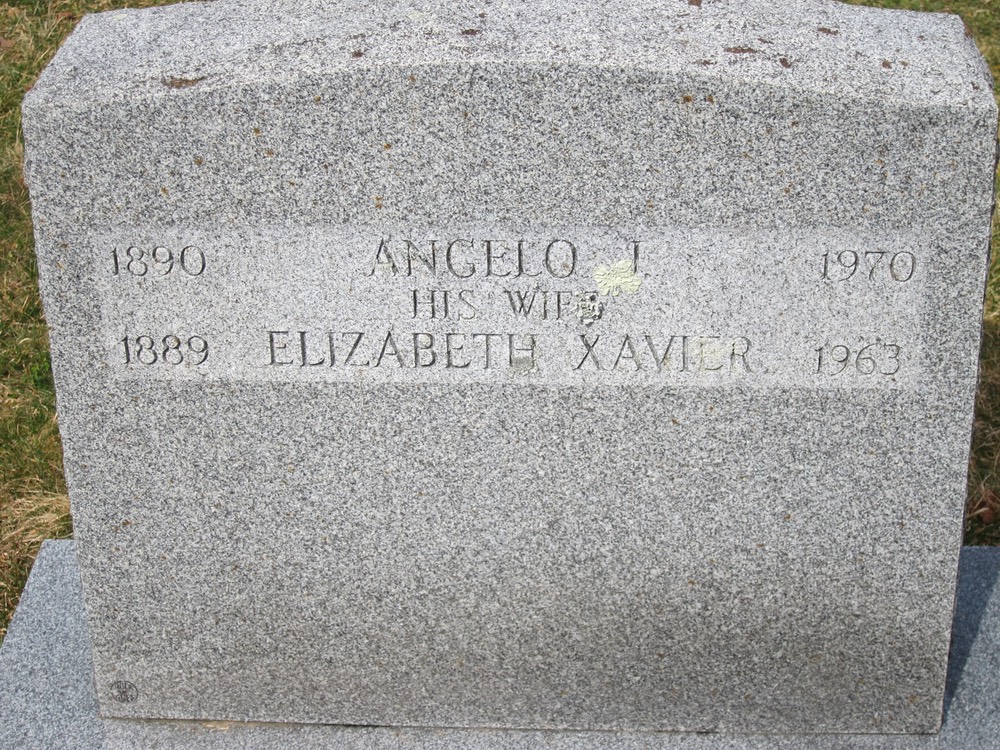 1890 ANGELO J. 1970
HIS WIFE
1889 ELIZABETH XAVIER 1963